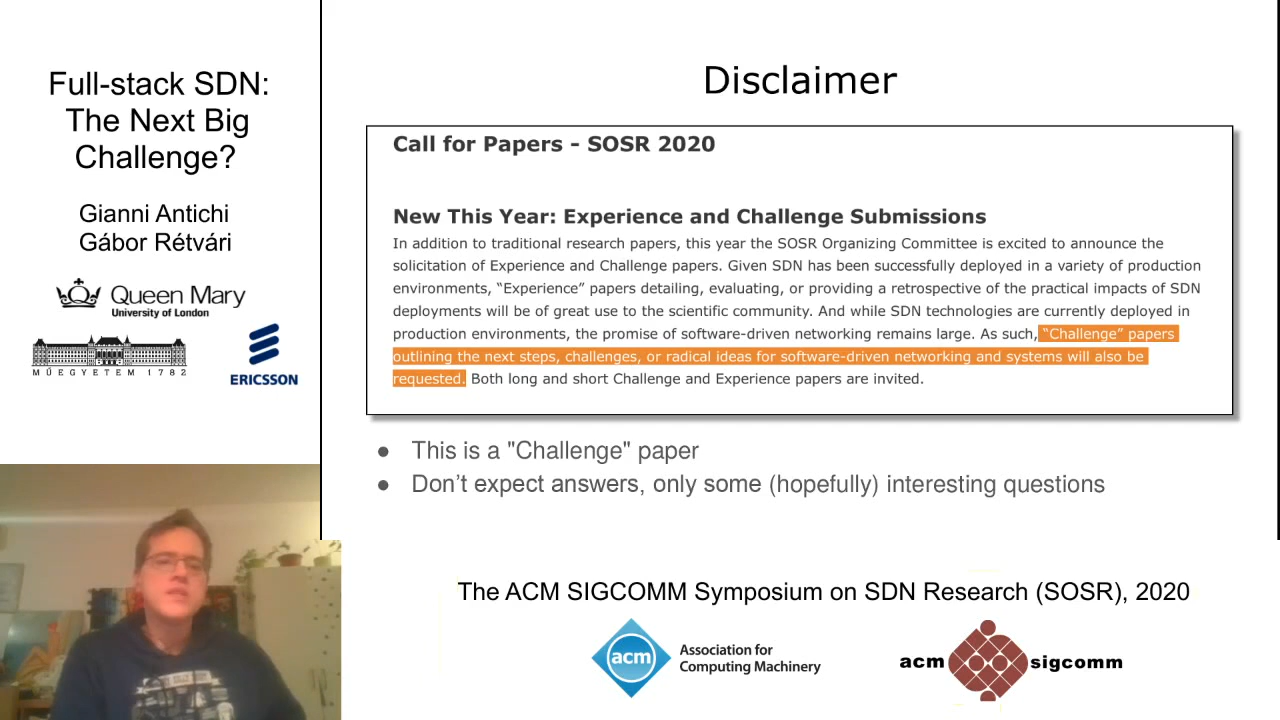 Full-stack SDN:
The Next Big
Challenge?
Gianni Antichi
Gábor Rétvári
Queen Mary
University of London
MŰEGYETEM 1782
ERICSSON
Disclaimer
Call for Papers - SOSR 2020
New This Year: Experience and Challenge Submissions
In addition to traditional research papers, this year the SOSR Organizing Committee is excited to announce the
solicitation of Experience and Challenge papers. Given SDN has been successfully deployed in a variety of production
environments, “Experience” papers detailing, evaluating, or providing a retrospective of the practical impacts of SDN
deployments will be of great use to the scientific community. And while SDN technologies are currently deployed in
production environments, the promise of software-driven networking remains large. As such, “Challenge” papers
outlining the next steps, challenges, or radical ideas for software-driven networking and systems will also be
requested. Both long and short Challenge and Experience papers are invited.
● This is a "Challenge" paper
● Don’t expect answers, only some (hopefully) interesting questions
The ACM SIGCOMM Symposium on SDN Research (SOSR), 2020
acm
Association for
Computing Machinery
acm sigcomm